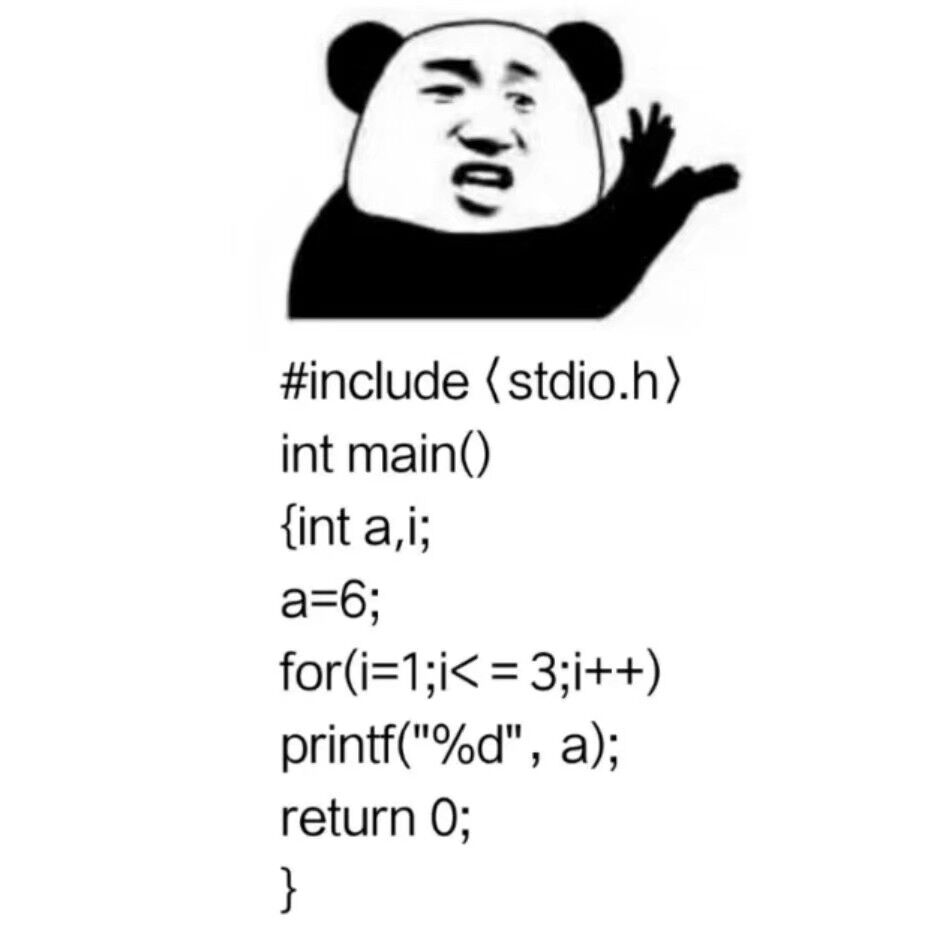 #include〈stdio.h〉
int main()
{int a,i;
a=6;
for(i=1;i< = 3;i++)
printf("%d"，a);
return 0;
}